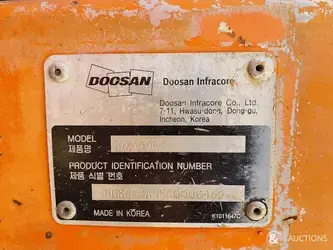 DOOSAN
Doosan Infracore
Doosan Infracore Co., Ltd.
7-11, Hwasu-dong, Dong-gu,
Incheon, Korea
MODEL
제품명
PRODUCT IDENTIFICATION NUMBER
제품 식별 번호
MADE IN KOREA
K1011647C
AUCTIONS